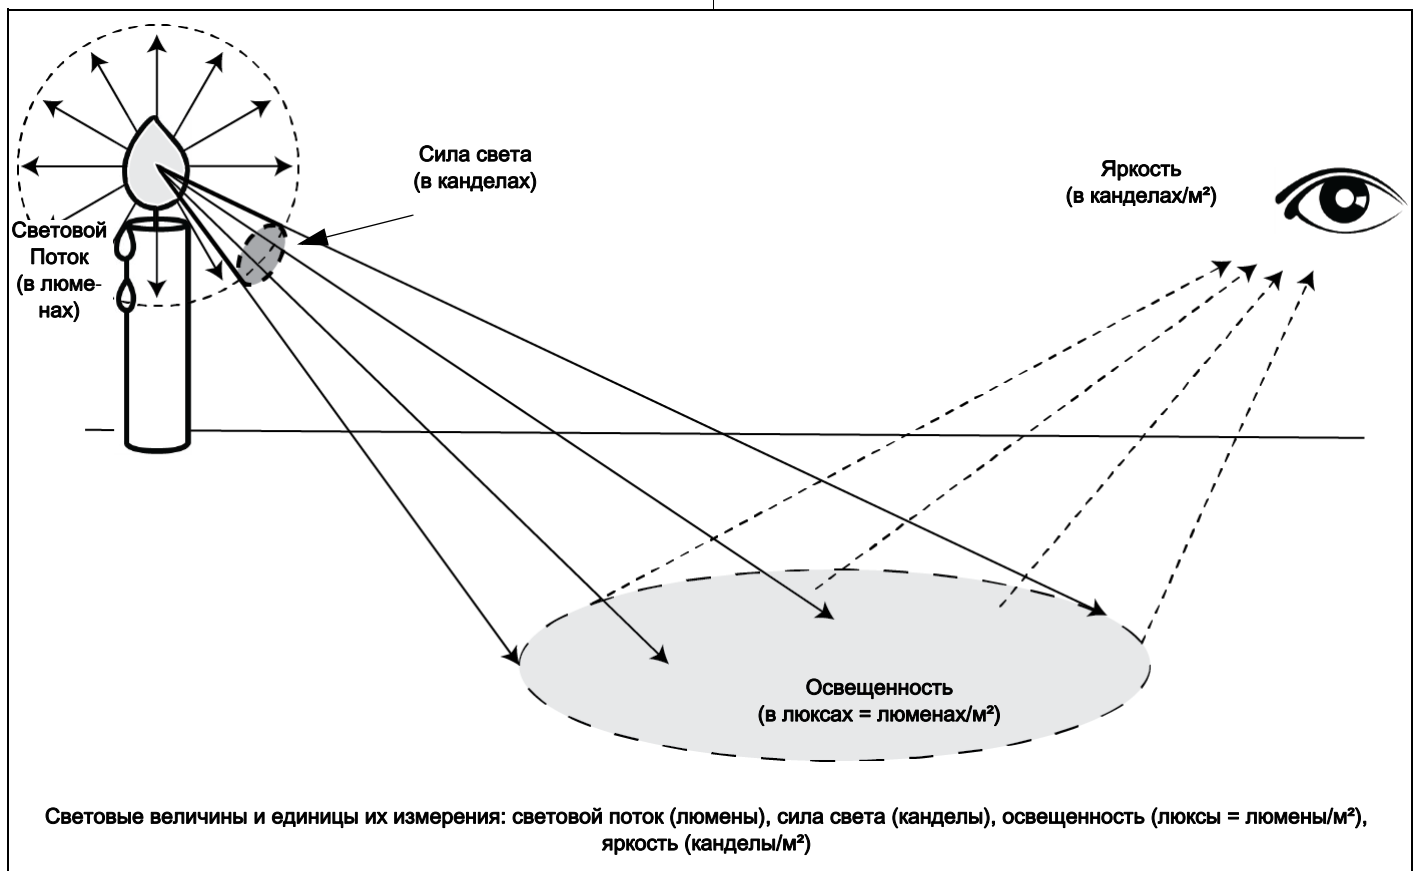 Сила света
(в канделах)
Яркость
(в канделах/м²)
Световой
Поток
(в люме-
нах)
Освещенность
(в люксах = люменах/м²)
Световые величины и единицы их измерения: световой поток (люмены), сила света (канделы), освещенность (люксы = люмены/м²),
яркость (канделы/м²)